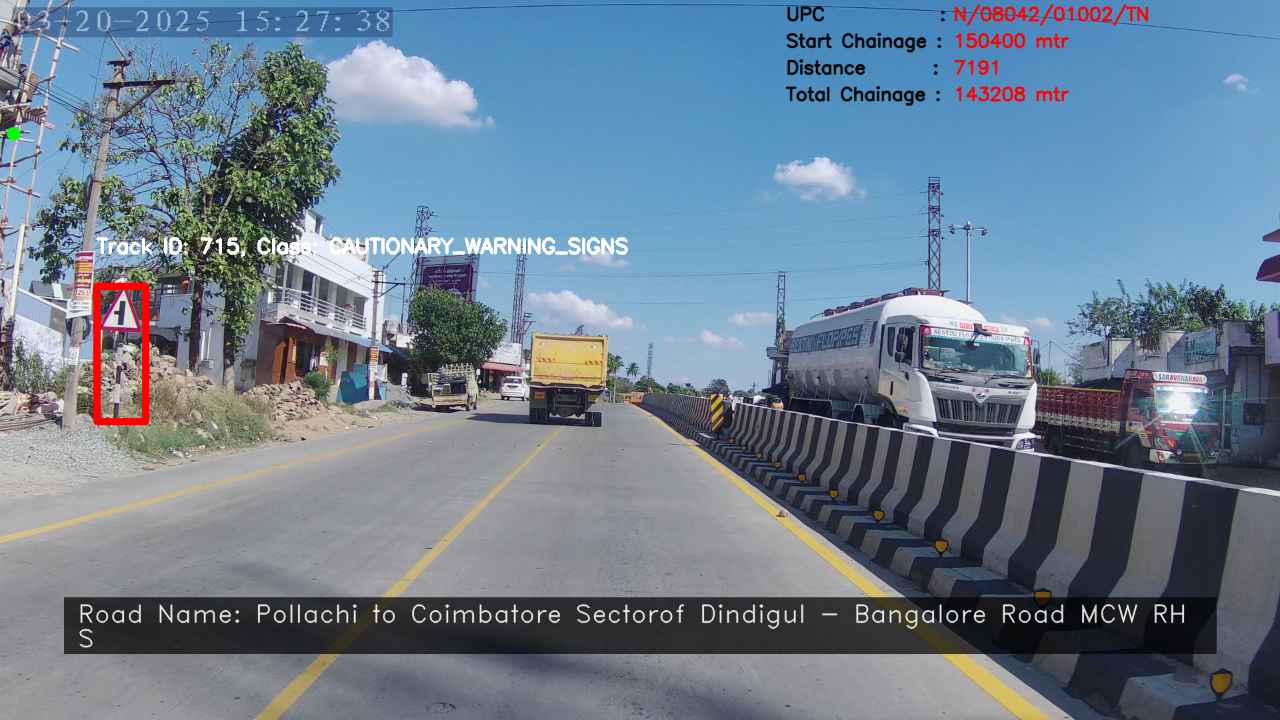 03-20-2025 15:27:38
UPC : N/08042/01002/TN
Start Chainage : 150400 mtr
Distance : 7191
Total Chainage : 143208 mtr
Track ID: 715, Class: CAUTIONARY_WARNING_SIGNS
Road Name: Pollachi to Coimbatore Sectorof Dindigul - Bangalore Road MCW RH
S